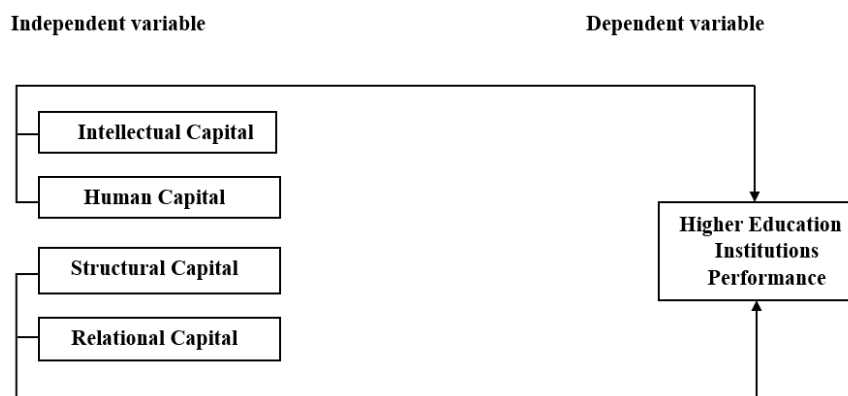 Independent variable
Dependent variable
Intellectual Capital
Human Capital
Structural Capital
Relational Capital
Higher Education
Institutions
Performance